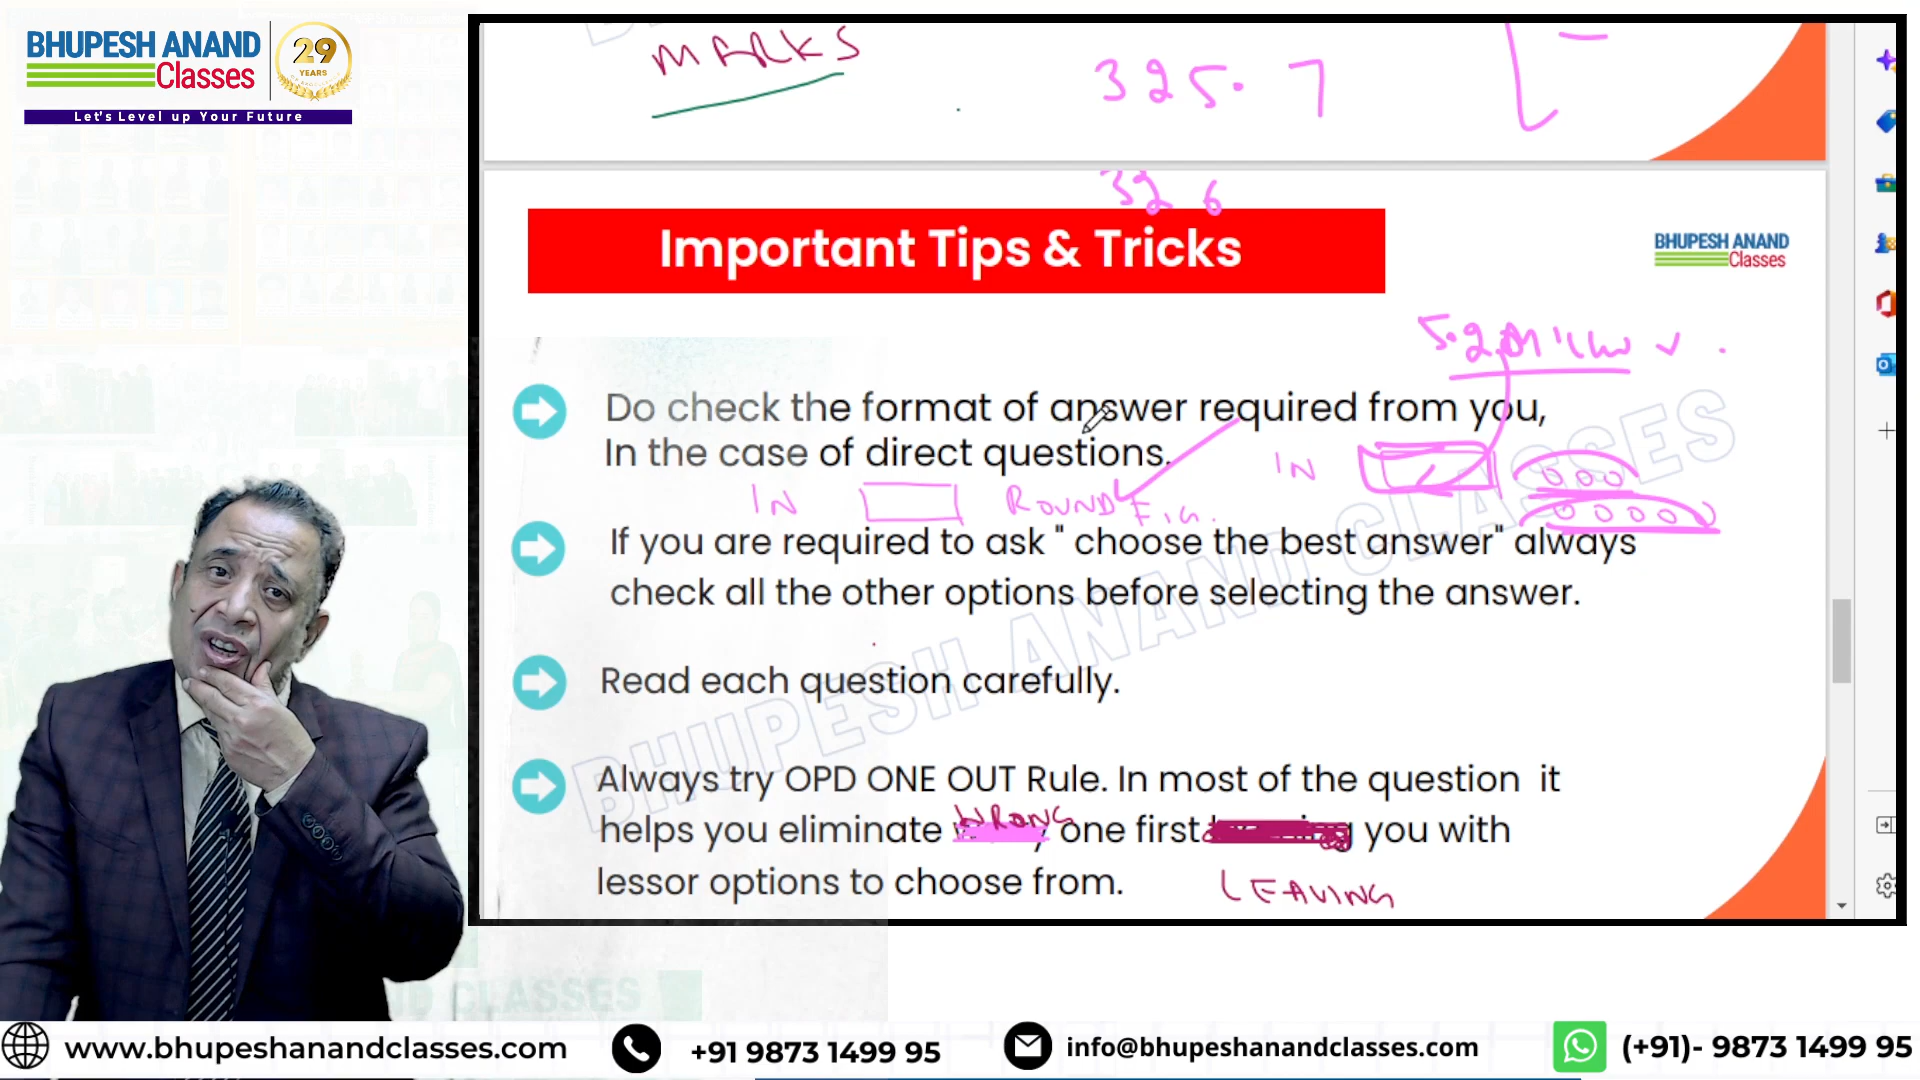 BHUPESH ANAND
Classes
29
YEARS
Let's Level up Your Future
MARKS
325.7
326
Important Tips & Tricks
BHUPESH ANAND
Classes
5.2
Do check the format of answer required from you,
In the case of direct questions.
IN
IN ROUND FIG.
If you are required to ask " choose the best answer" always
check all the other options before selecting the answer.
Read each question carefully.
Always try OPD ONE OUT Rule. In most of the question it
WRONG
helps you eliminate one first you with
lessor options to choose from.
LEAVING
BHUPESH ANAND CLASSES
www.bhupeshanandclasses.com
+91 9873 1499 95
info@bhupeshanandclasses.com
(+91)- 9873 1499 95